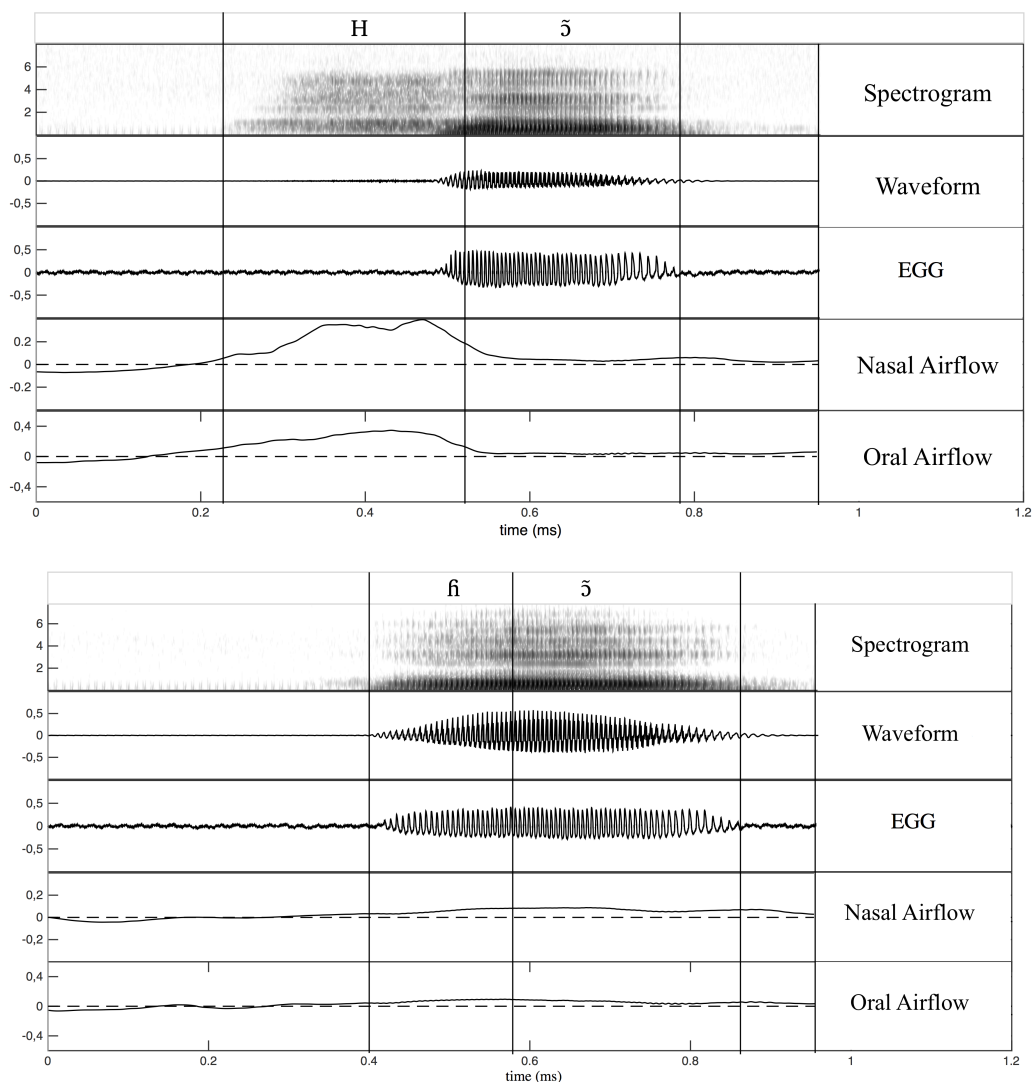 H ɔ̃
6
4
2
Spectrogram
0,5
0
-0,5
Waveform
0,5
0
-0,5
EGG
0.2
0
-0.2
Nasal Airflow
0,4
0
-0,4
Oral Airflow
0 0.2 0.4 0.6 0.8 1 1.2
time (ms)
ɦ ɔ̃
6
4
2
Spectrogram
0,5
0
-0,5
Waveform
0,5
0
-0,5
EGG
0,2
0
-0,2
Nasal Airflow
0,4
0
-0,4
Oral Airflow
0 0.2 0.4 0.6 0.8 1 1.2
time (ms)